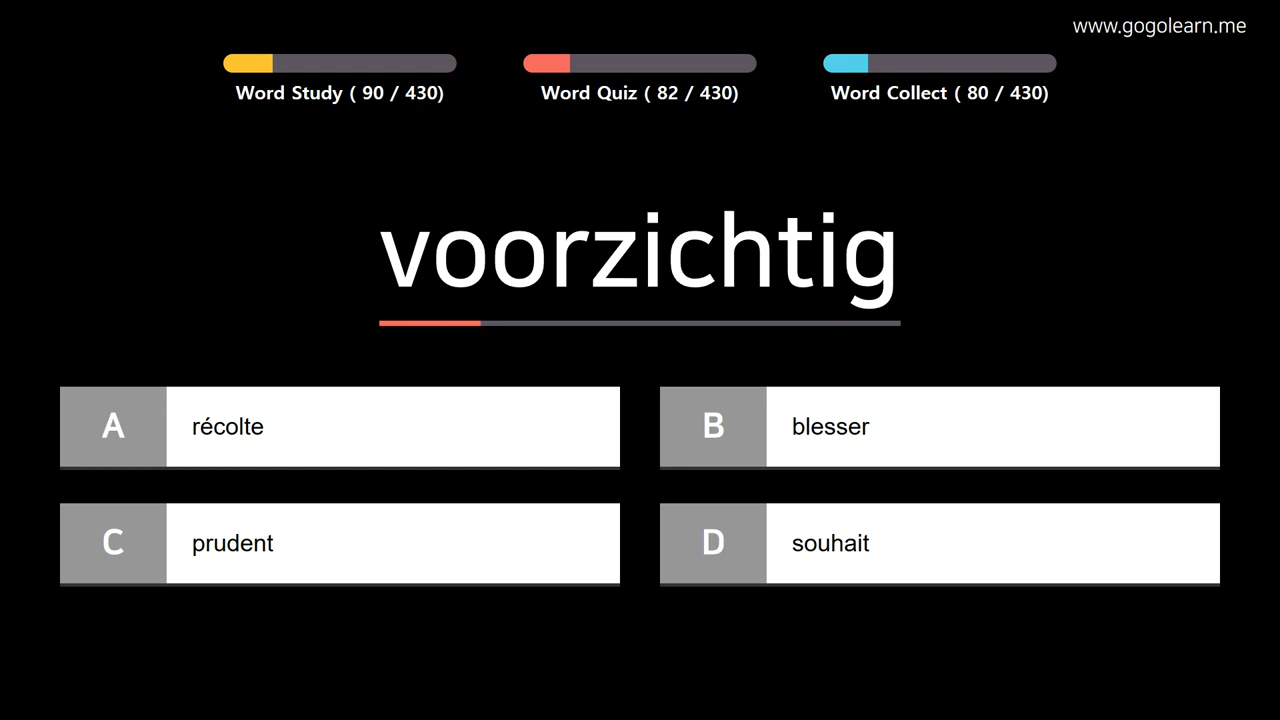 www.gogolearn.me
Word Study ( 90 / 430)
Word Quiz ( 82 / 430)
Word Collect ( 80 / 430)
voorzichtig
A récolte
B blesser
C prudent
D souhait